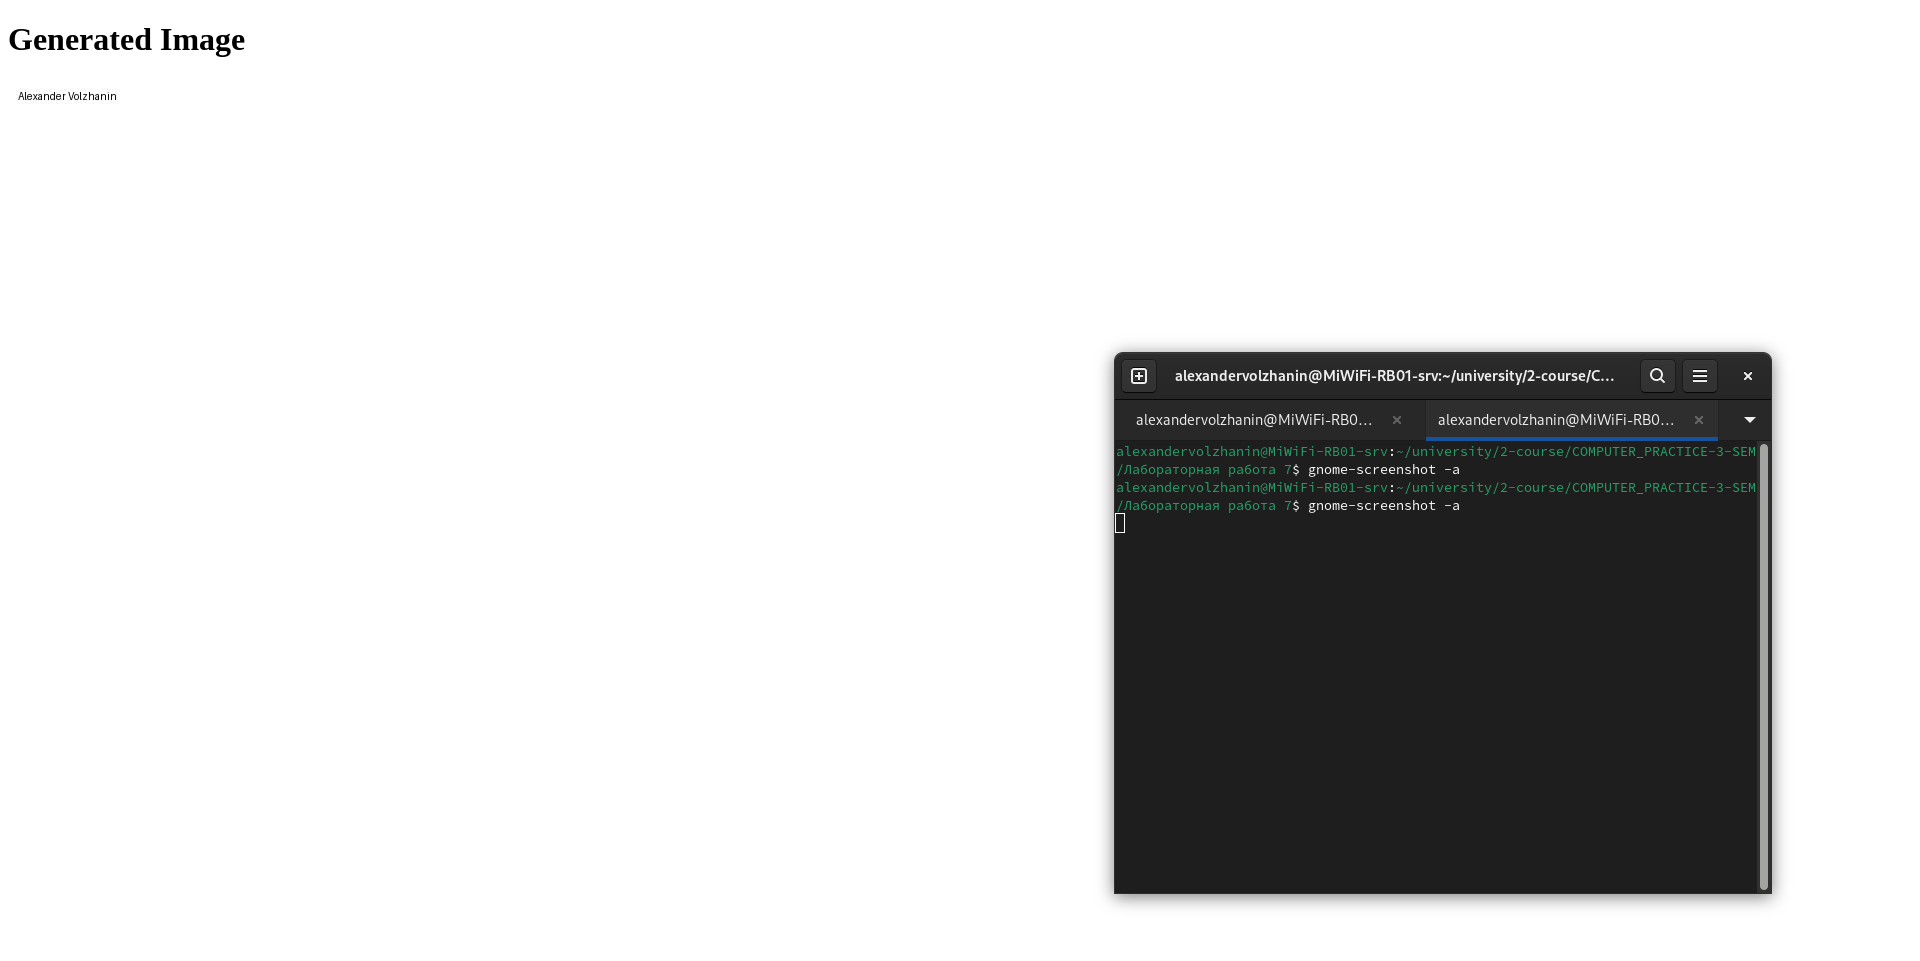 Generated Image
Alexander Volzhanin
alexandervolzhanin@MiWiFi-RB01-srv:~/university/2-course/C...
alexandervolzhanin@MiWiFi-RB0...
alexandervolzhanin@MiWiFi-RB0...
alexandervolzhanin@MiWiFi-RB01-srv:~/university/2-course/COMPUTER_PRACTICE-3-SEM
/Лабораторная работа 7$ gnome-screenshot -a
alexandervolzhanin@MiWiFi-RB01-srv:~/university/2-course/COMPUTER_PRACTICE-3-SEM
/Лабораторная работа 7$ gnome-screenshot -a